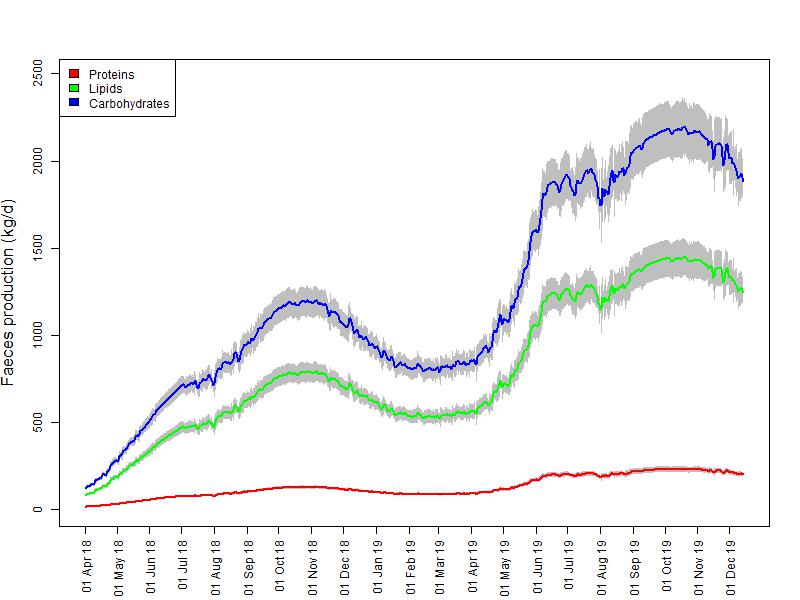 Proteins
Lipids
Carbohydrates
Faeces production (kg/d)
2500
2000
1500
1000
500
0
01 Apr 18
01 May 18
01 Jun 18
01 Jul 18
01 Aug 18
01 Sep 18
01 Oct 18
01 Nov 18
01 Dec 18
01 Jan 19
01 Feb 19
01 Mar 19
01 Apr 19
01 May 19
01 Jun 19
01 Jul 19
01 Aug 19
01 Sep 19
01 Oct 19
01 Nov 19
01 Dec 19